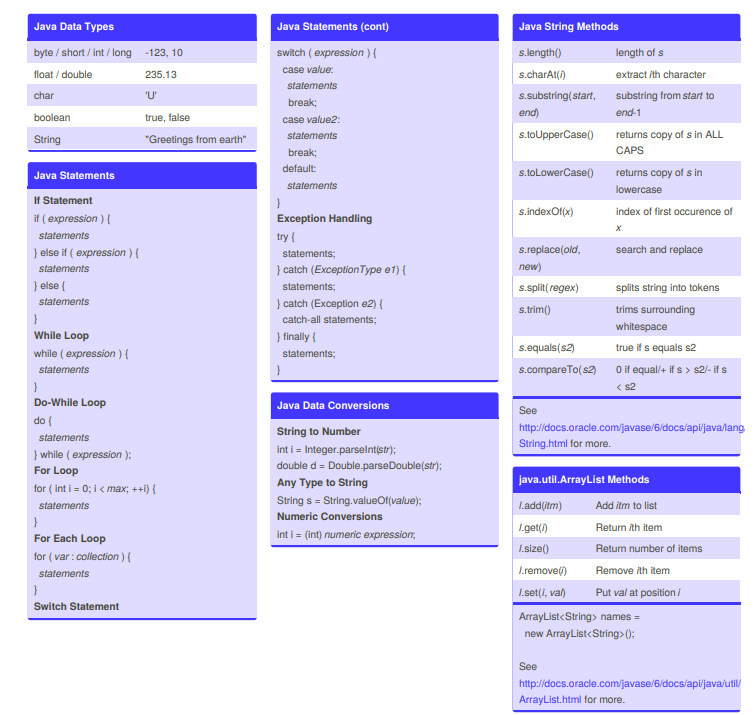 Java Data Types
byte / short / int / long -123, 10
float / double 235.13
char 'U'
boolean true, false
String "Greetings from earth"
Java Statements
If Statement
if ( expression ) {
statements
} else if ( expression ) {
statements
} else {
statements
}
While Loop
while ( expression ) {
statements
}
Do-While Loop
do {
statements
} while ( expression );
For Loop
for ( int i = 0; i < max; ++i) {
statements
}
For Each Loop
for ( var : collection ) {
statements
}
Switch Statement
Java Statements (cont)
switch ( expression ) {
case value:
statements
break;
case value2:
statements
break;
default:
statements
}
Exception Handling
try {
statements;
} catch (ExceptionType e1) {
statements;
} catch (Exception e2) {
catch-all statements;
} finally {
statements;
}
Java Data Conversions
String to Number
int i = Integer.parseInt(str);
double d = Double.parseDouble(str);
Any Type to String
String s = String.valueOf(value);
Numeric Conversions
int i = (int) numeric expression;
Java String Methods
s.length() length of s
s.charAt(i) extract ith character
s.substring(start, substring from start to
end) end-1
s.toUpperCase() returns copy of s in ALL
CAPS
s.toLowerCase() returns copy of s in
lowercase
s.indexOf(x) index of first occurence of
x
s.replace(old, search and replace
new)
s.split(regex) splits string into tokens
s.trim() trims surrounding
whitespace
s.equals(s2) true if s equals s2
s.compareTo(s2) 0 if equal/+ if s > s2/- if s
< s2
See
http://docs.oracle.com/javase/6/docs/api/java/lang/
String.html for more.
java.util.ArrayList Methods
l.add(itm) Add itm to list
l.get(i) Return ith item
l.size() Return number of items
l.remove(i) Remove ith item
l.set(i, val) Put val at position i
ArrayList<String> names =
new ArrayList<String>();
See
http://docs.oracle.com/javase/6/docs/api/java/util/
ArrayList.html for more.